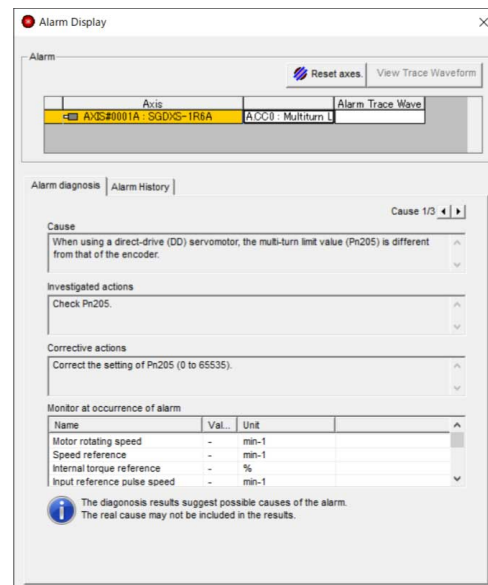 Alarm Display
Alarm
Reset axes.
View Trace Waveform
Axis
Alarm Trace Wave
AXIS#0001A : SGDXS-1R6A
A.CC0 : Multiturn L
Alarm diagnosis
Alarm History
Cause 1/3
Cause
When using a direct-drive (DD) servomotor, the multi-turn limit value (Pn205) is different
from that of the encoder.
Investigated actions
Check Pn205.
Corrective actions
Correct the setting of Pn205 (0 to 65535).
Monitor at occurrence of alarm
Name Val... Unit
Motor rotating speed - min-1
Speed reference - min-1
Internal torque reference - %
Input reference pulse speed - min-1
The diagonosis results suggest possible causes of the alarm.
The real cause may not be included in the results.